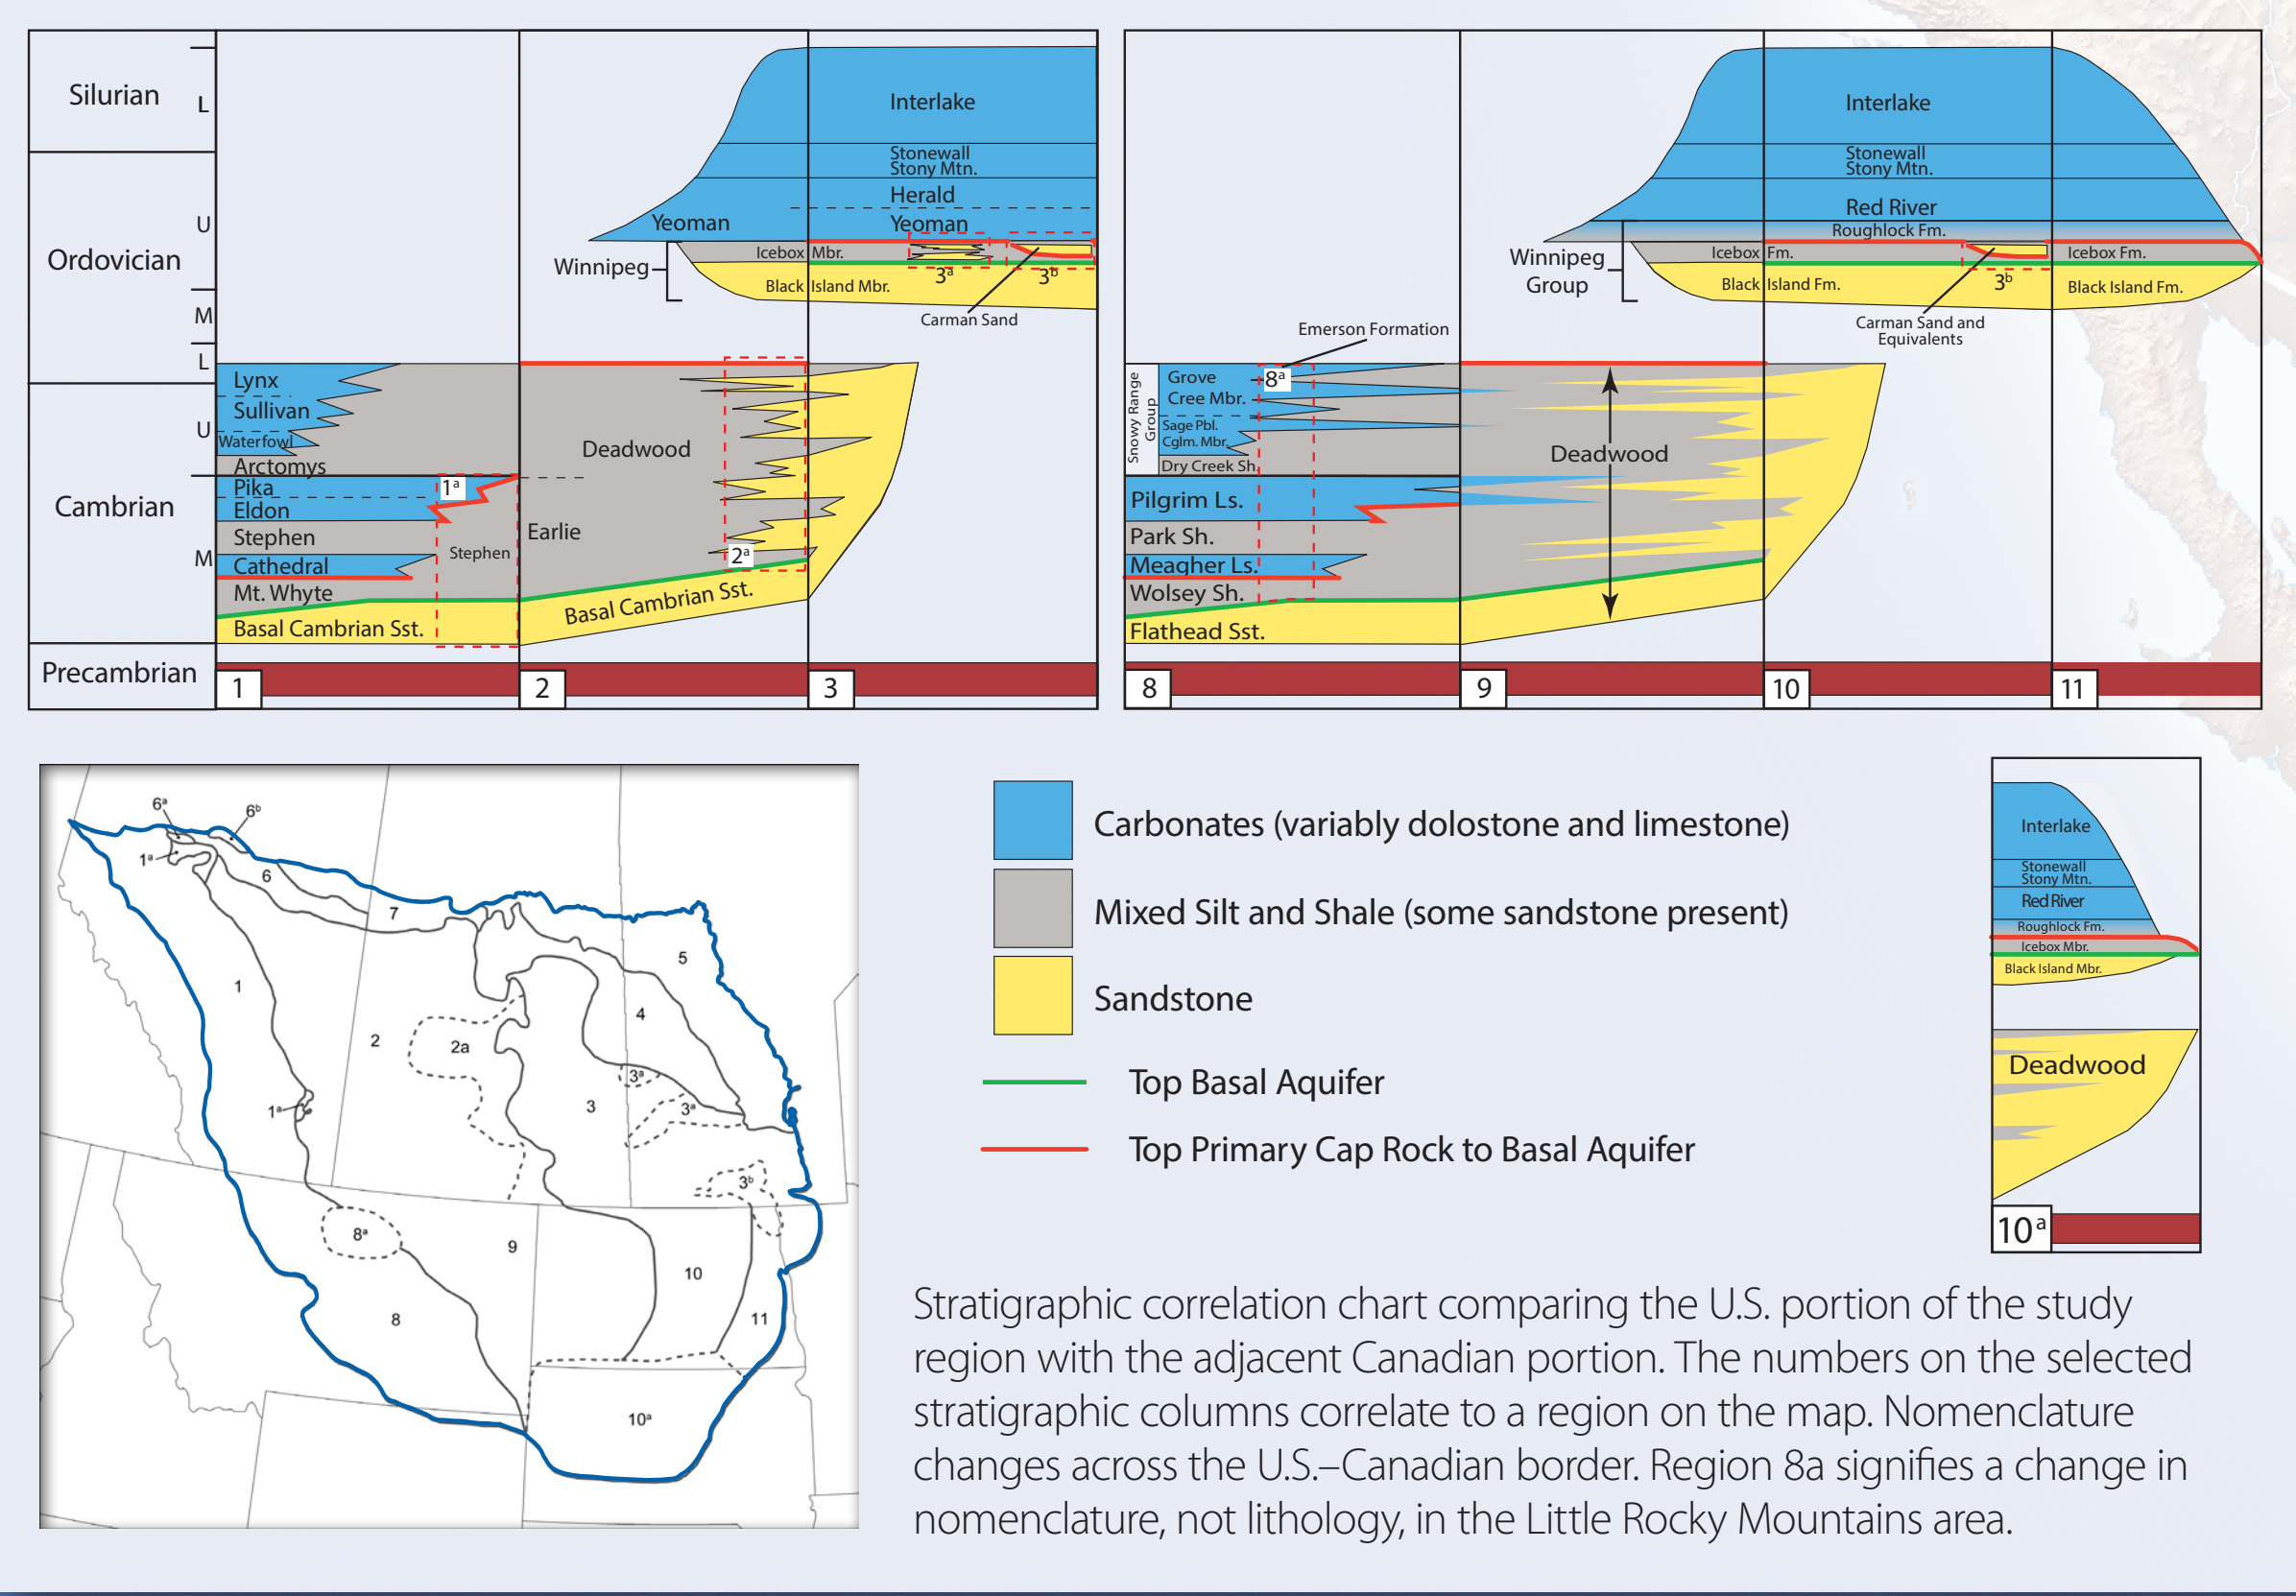 Silurian
L
Ordovician
U
M
L
Cambrian
U
M
Precambrian
Interlake
Stonewall
Stony Mtn.
Herald
Yeoman
Yeoman
Icebox Mbr.
Winnipeg
Black Island Mbr.
3ᵃ
3ᵇ
Carman Sand
Lynx
Sullivan
Waterfowl
Arctomys
Pika
1ᵃ
Eldon
Stephen
Stephen
Cathedral
Mt. Whyte
Basal Cambrian Sst.
Deadwood
Earlie
2ᵃ
Basal Cambrian Sst.
1
2
3
Interlake
Stonewall
Stony Mtn.
Red River
Roughlock Fm.
Winnipeg
Group
Icebox Fm.
Icebox Fm.
Black Island Fm.
3ᵇ
Black Island Fm.
Carman Sand and
Equivalents
Emerson Formation
Snowy Range
Group
Grove
8ᵃ
Cree Mbr.
Sage Pbl.
Cglm. Mbr.
Dry Creek Sh.
Pilgrim Ls.
Park Sh.
Meagher Ls.
Wolsey Sh.
Flathead Sst.
Deadwood
8
9
10
11
6ᵃ
6ᵇ
1ᵃ
6
7
5
1
4
2
2a
3ᵃ
1ᵃ
3
3ᵃ
3ᵇ
8ᵃ
9
10
8
11
10ᵃ
Carbonates (variably dolostone and limestone)
Mixed Silt and Shale (some sandstone present)
Sandstone
Top Basal Aquifer
Top Primary Cap Rock to Basal Aquifer
Interlake
Stonewall
Stony Mtn.
Red River
Roughlock Fm.
Icebox Mbr.
Black Island Mbr.
Deadwood
10ᵃ
Stratigraphic correlation chart comparing the U.S. portion of the study
region with the adjacent Canadian portion. The numbers on the selected
stratigraphic columns correlate to a region on the map. Nomenclature
changes across the U.S.–Canadian border. Region 8a signifies a change in
nomenclature, not lithology, in the Little Rocky Mountains area.